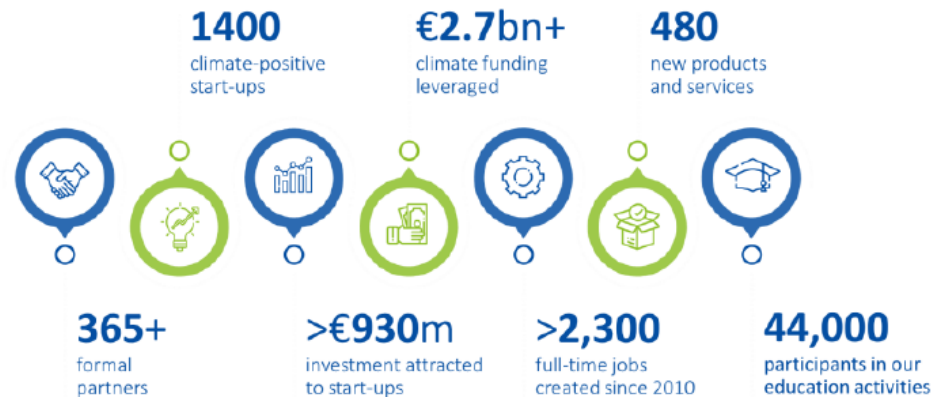 1400
climate-positive
start-ups
€2.7bn+
climate funding
leveraged
480
new products
and services
365+
formal
partners
>€930m
investment attracted
to start-ups
>2,300
full-time jobs
created since 2010
44,000
participants in our
education activities